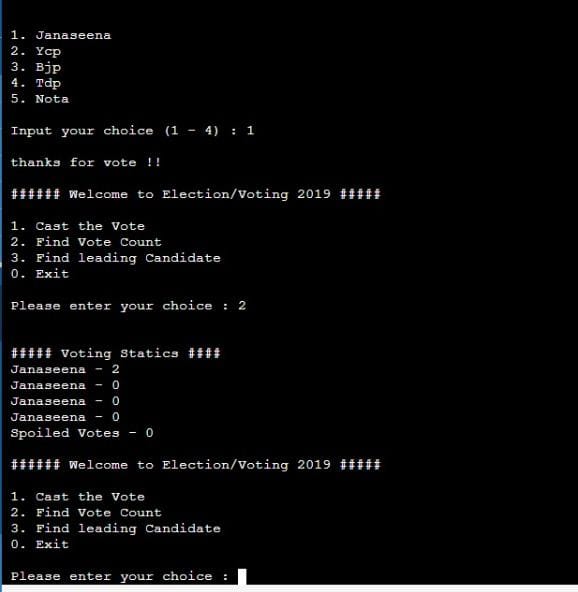 1. Janaseena
2. Ycp
3. Bjp
4. Tdp
5. Nota
Input your choice (1 - 4) : 1
thanks for vote !!
###### Welcome to Election/Voting 2019 #####
1. Cast the Vote
2. Find Vote Count
3. Find leading Candidate
0. Exit
Please enter your choice : 2
##### Voting Statics ####
Janaseena - 2
Janaseena - 0
Janaseena - 0
Janaseena - 0
Spoiled Votes - 0
###### Welcome to Election/Voting 2019 #####
1. Cast the Vote
2. Find Vote Count
3. Find leading Candidate
0. Exit
Please enter your choice :